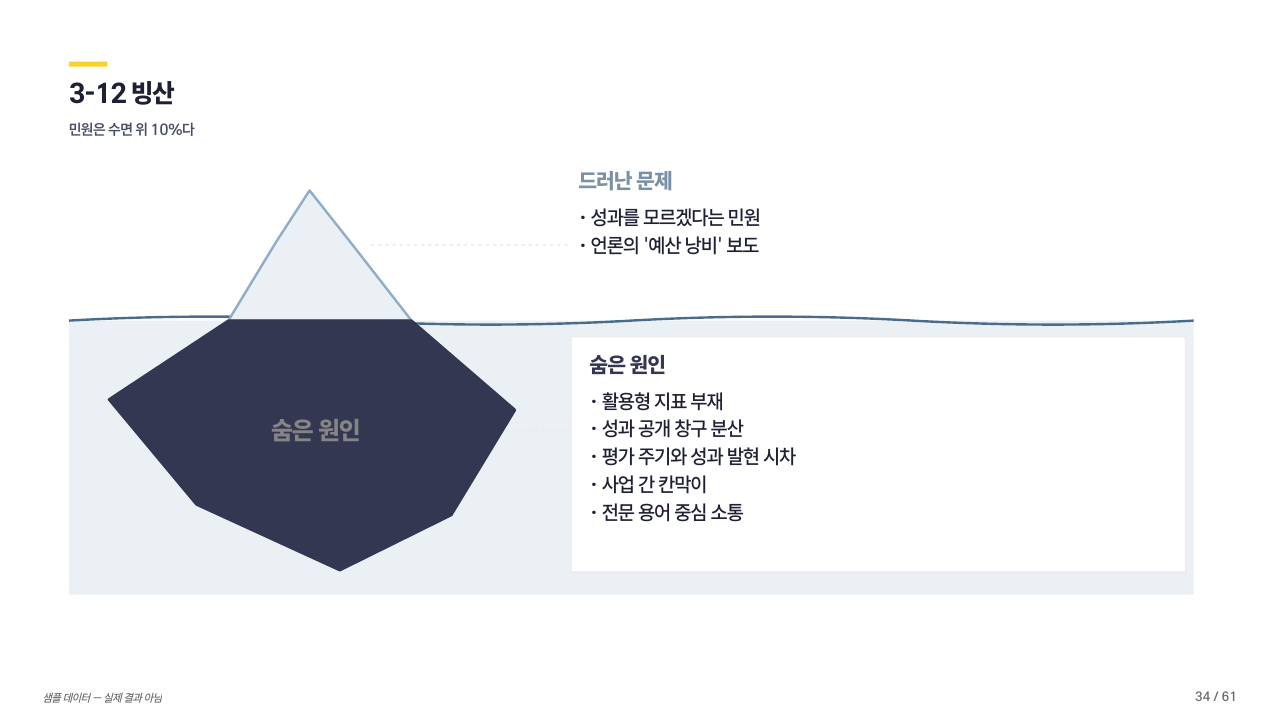 3-12 빙산
민원은 수면 위 10%다
드러난 문제
· 성과를 모르겠다는 민원
· 언론의 '예산 낭비' 보도
숨은 원인
숨은 원인
· 활용형 지표 부재
· 성과 공개 창구 분산
· 평가 주기와 성과 발현 시차
· 사업 간 칸막이
· 전문 용어 중심 소통
샘플 데이터 — 실제 결과 아님
34 / 61